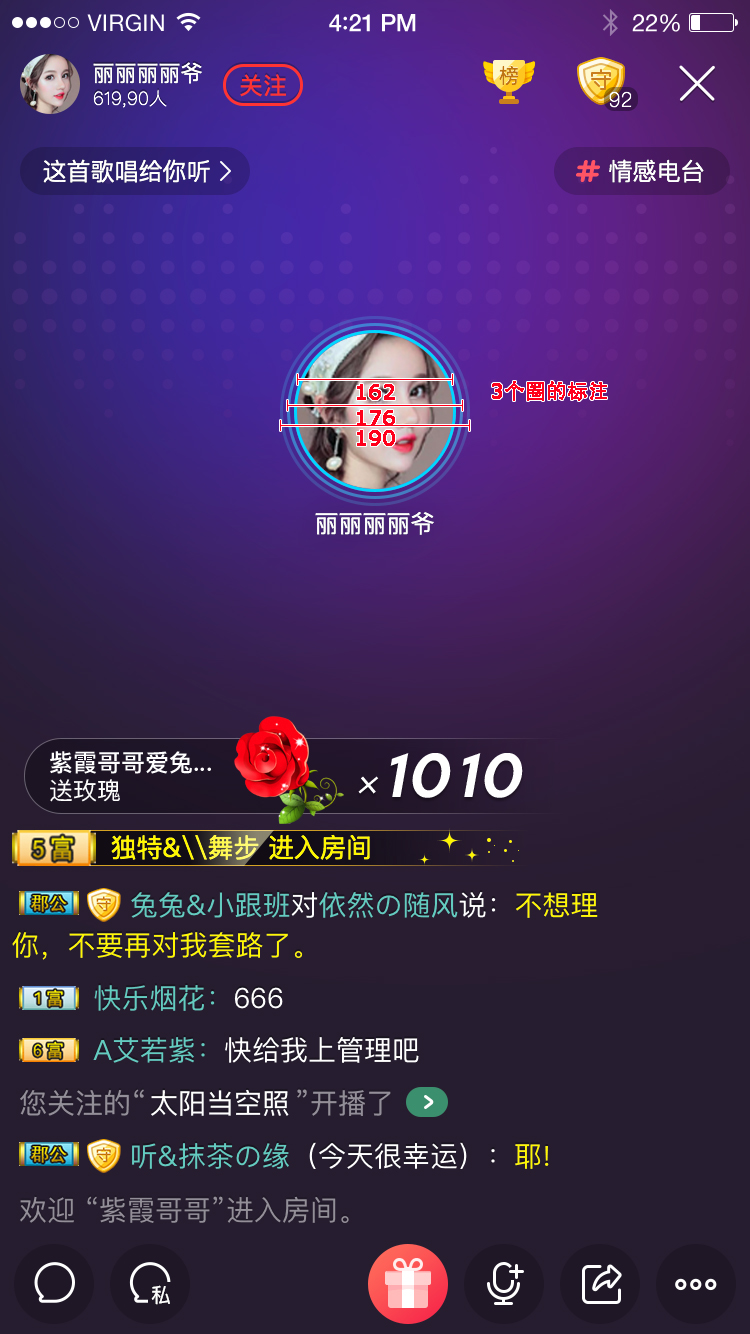 VIRGIN 4:21 PM 22%
丽丽丽丽爷
619,90人
关注
榜
守
92
这首歌唱给你听
# 情感电台
162
176
190
3个圈的标注
丽丽丽丽爷
紫霞哥哥爱兔...
送玫瑰
×1010
5富 独特&\\舞步 进入房间
郡公 守 兔兔&小跟班对依然の随风说：不想理
你，不要再对我套路了。
1富 快乐烟花：666
6富 A艾若紫：快给我上管理吧
您关注的“太阳当空照”开播了
郡公 守 听&抹茶の缘（今天很幸运）：耶!
欢迎 “紫霞哥哥”进入房间。
私